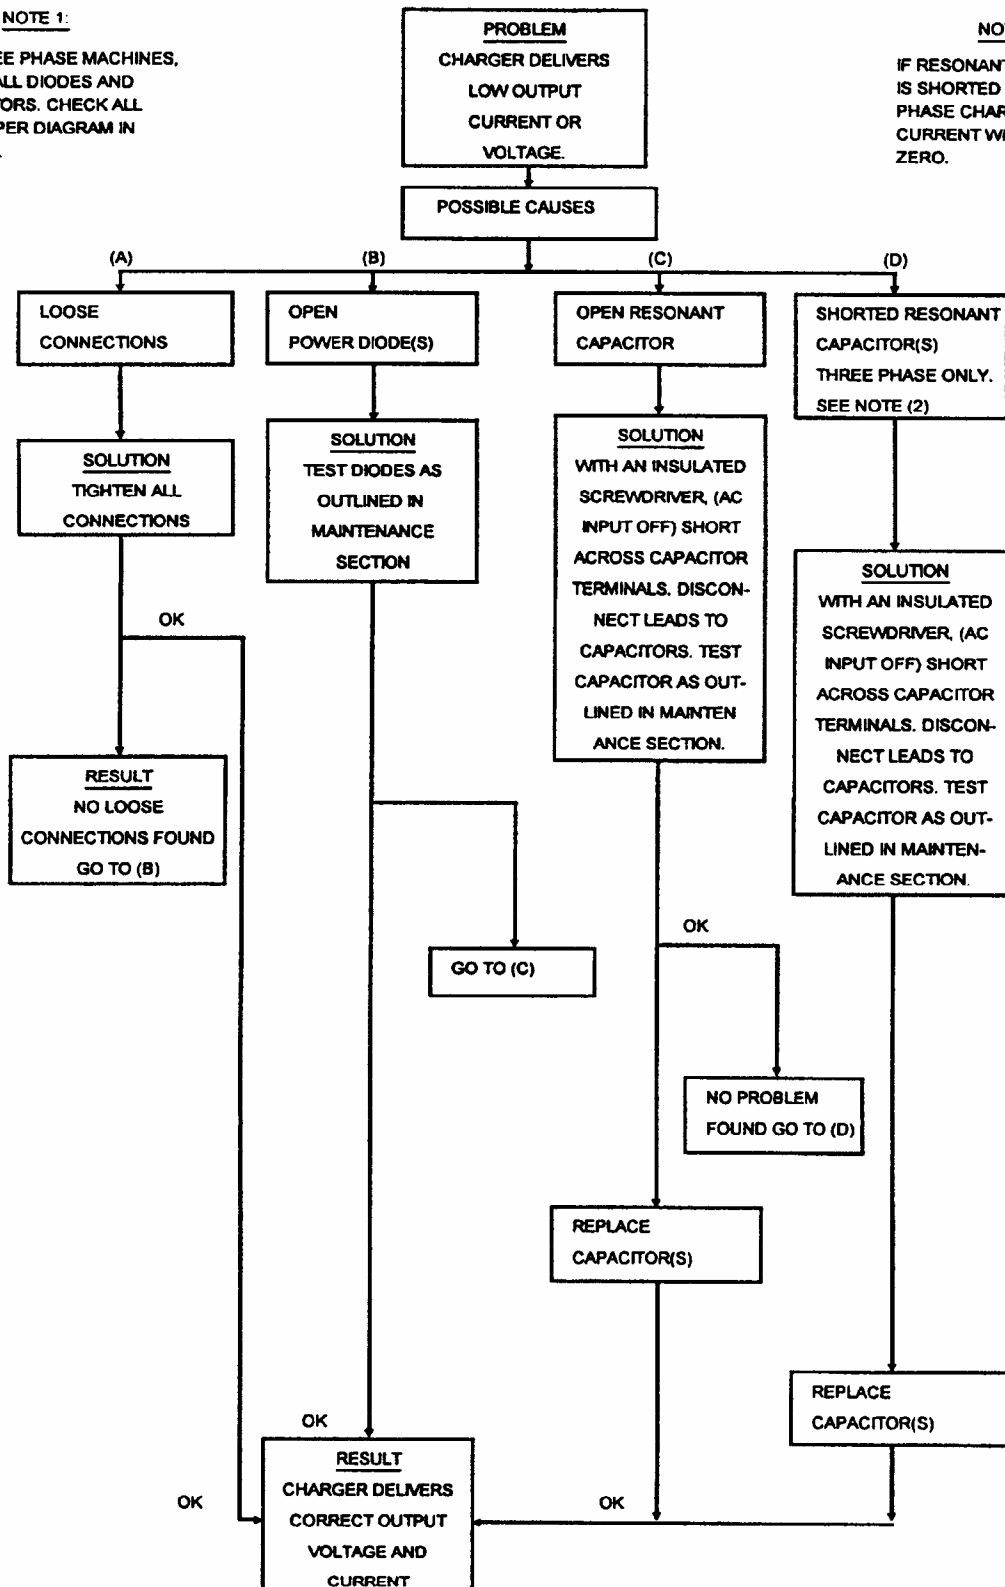 NOTE 1:
EE PHASE MACHINES,
ALL DIODES AND
TORS. CHECK ALL
PER DIAGRAM IN
PROBLEM
CHARGER DELIVERS
LOW OUTPUT
CURRENT OR
VOLTAGE.
NO
IF RESONANT
IS SHORTED
PHASE CHAR
CURRENT WI
ZERO.
POSSIBLE CAUSES
(A)
(B)
(C)
(D)
LOOSE
CONNECTIONS
OPEN
POWER DIODE(S)
OPEN RESONANT
CAPACITOR
SHORTED RESONANT
CAPACITOR(S)
THREE PHASE ONLY.
SEE NOTE (2)
SOLUTION
TIGHTEN ALL
CONNECTIONS
SOLUTION
TEST DIODES AS
OUTLINED IN
MAINTENANCE
SECTION
SOLUTION
WITH AN INSULATED
SCREWDRIVER, (AC
INPUT OFF) SHORT
ACROSS CAPACITOR
TERMINALS. DISCON-
NECT LEADS TO
CAPACITORS. TEST
CAPACITOR AS OUT-
LINED IN MAINTEN
ANCE SECTION.
SOLUTION
WITH AN INSULATED
SCREWDRIVER, (AC
INPUT OFF) SHORT
ACROSS CAPACITOR
TERMINALS. DISCON-
NECT LEADS TO
CAPACITORS. TEST
CAPACITOR AS OUT-
LINED IN MAINTEN-
ANCE SECTION.
OK
RESULT
NO LOOSE
CONNECTIONS FOUND
GO TO (B)
GO TO (C)
OK
NO PROBLEM
FOUND GO TO (D)
REPLACE
CAPACITOR(S)
REPLACE
CAPACITOR(S)
OK
RESULT
CHARGER DELIVERS
CORRECT OUTPUT
VOLTAGE AND
CURRENT
OK
OK